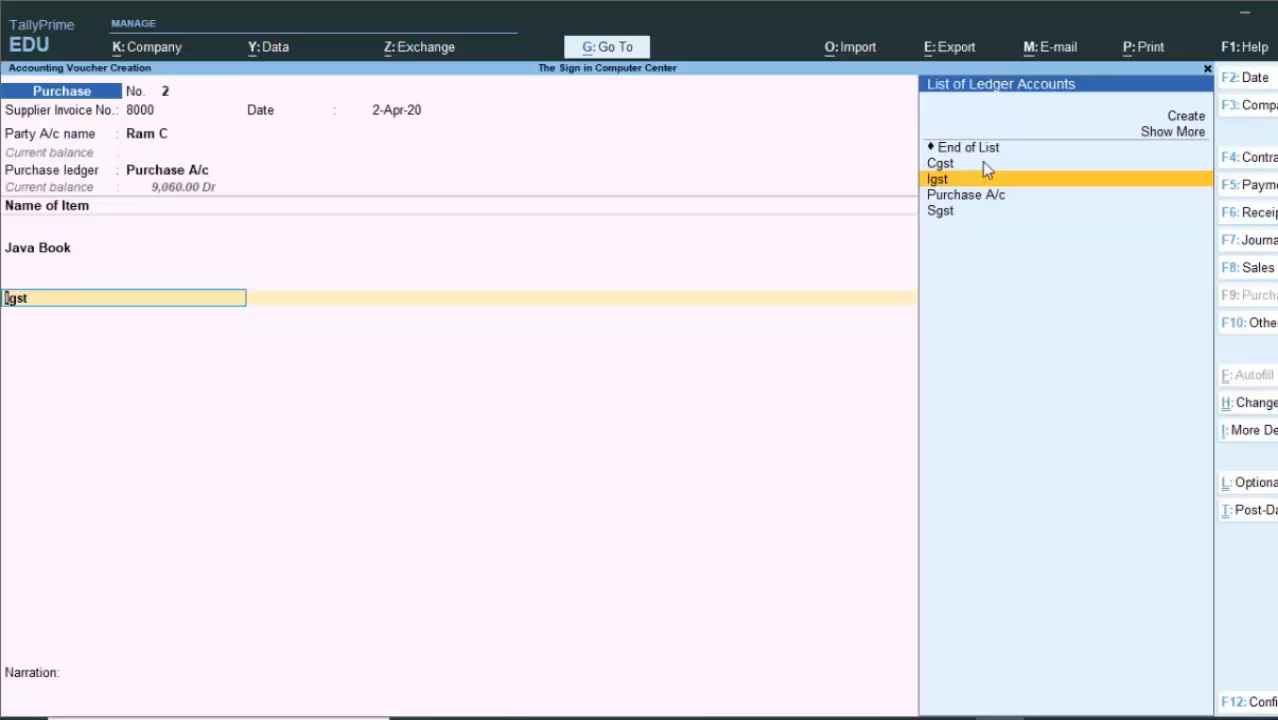 TallyPrime
EDU
MANAGE
K: Company Y: Data Z: Exchange G: Go To O: Import E: Export M: E-mail P: Print F1: Help
Accounting Voucher Creation The Sign in Computer Center
Purchase No. 2
Supplier Invoice No.: 8000 Date : 2-Apr-20
Party A/c name : Ram C
Current balance :
Purchase ledger : Purchase A/c
Current balance : 9,060.00 Dr
Name of Item
Java Book
Igst
Narration:
List of Ledger Accounts
Create
Show More
♦ End of List
Cgst
Igst
Purchase A/c
Sgst
F2: Date
F3: Compa
F4: Contra
F5: Payme
F6: Receip
F7: Journa
F8: Sales
F9: Purcha
F10: Othe
F: Autofill
H: Change
I: More De
L: Optiona
T: Post-Da
F12: Confi